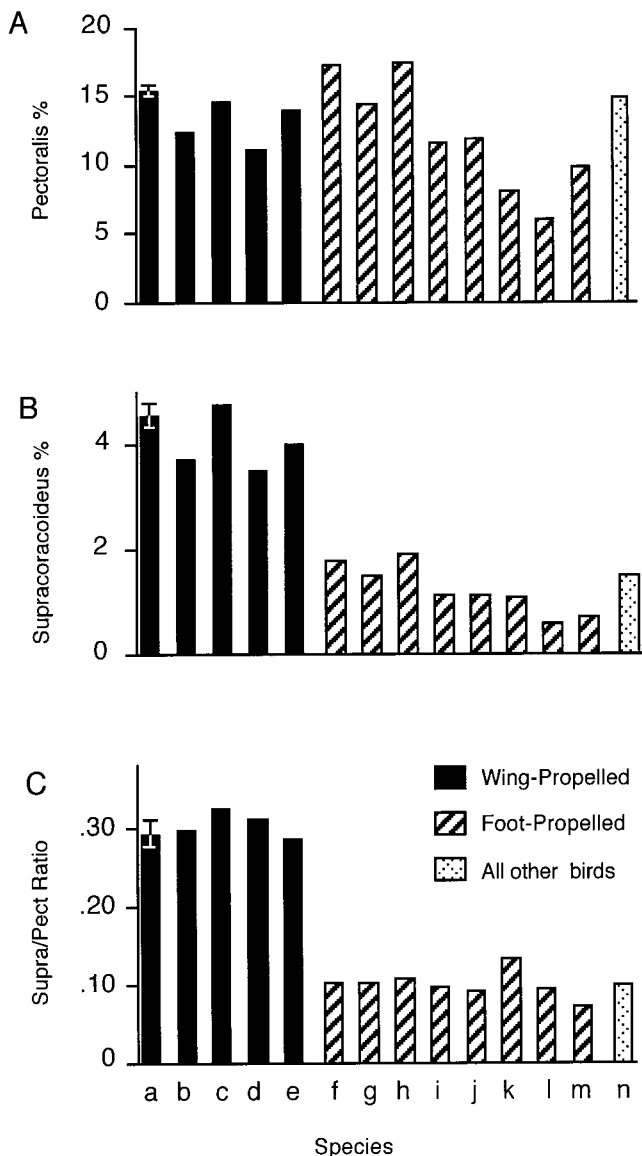 A
Pectoralis %
20
15
10
5
0
B
Supracoracoideus %
4
2
0
C
Supra/Pect Ratio
.30
.20
.10
0
Wing-Propelled
Foot-Propelled
All other birds
a b c d e f g h i j k l m n
Species